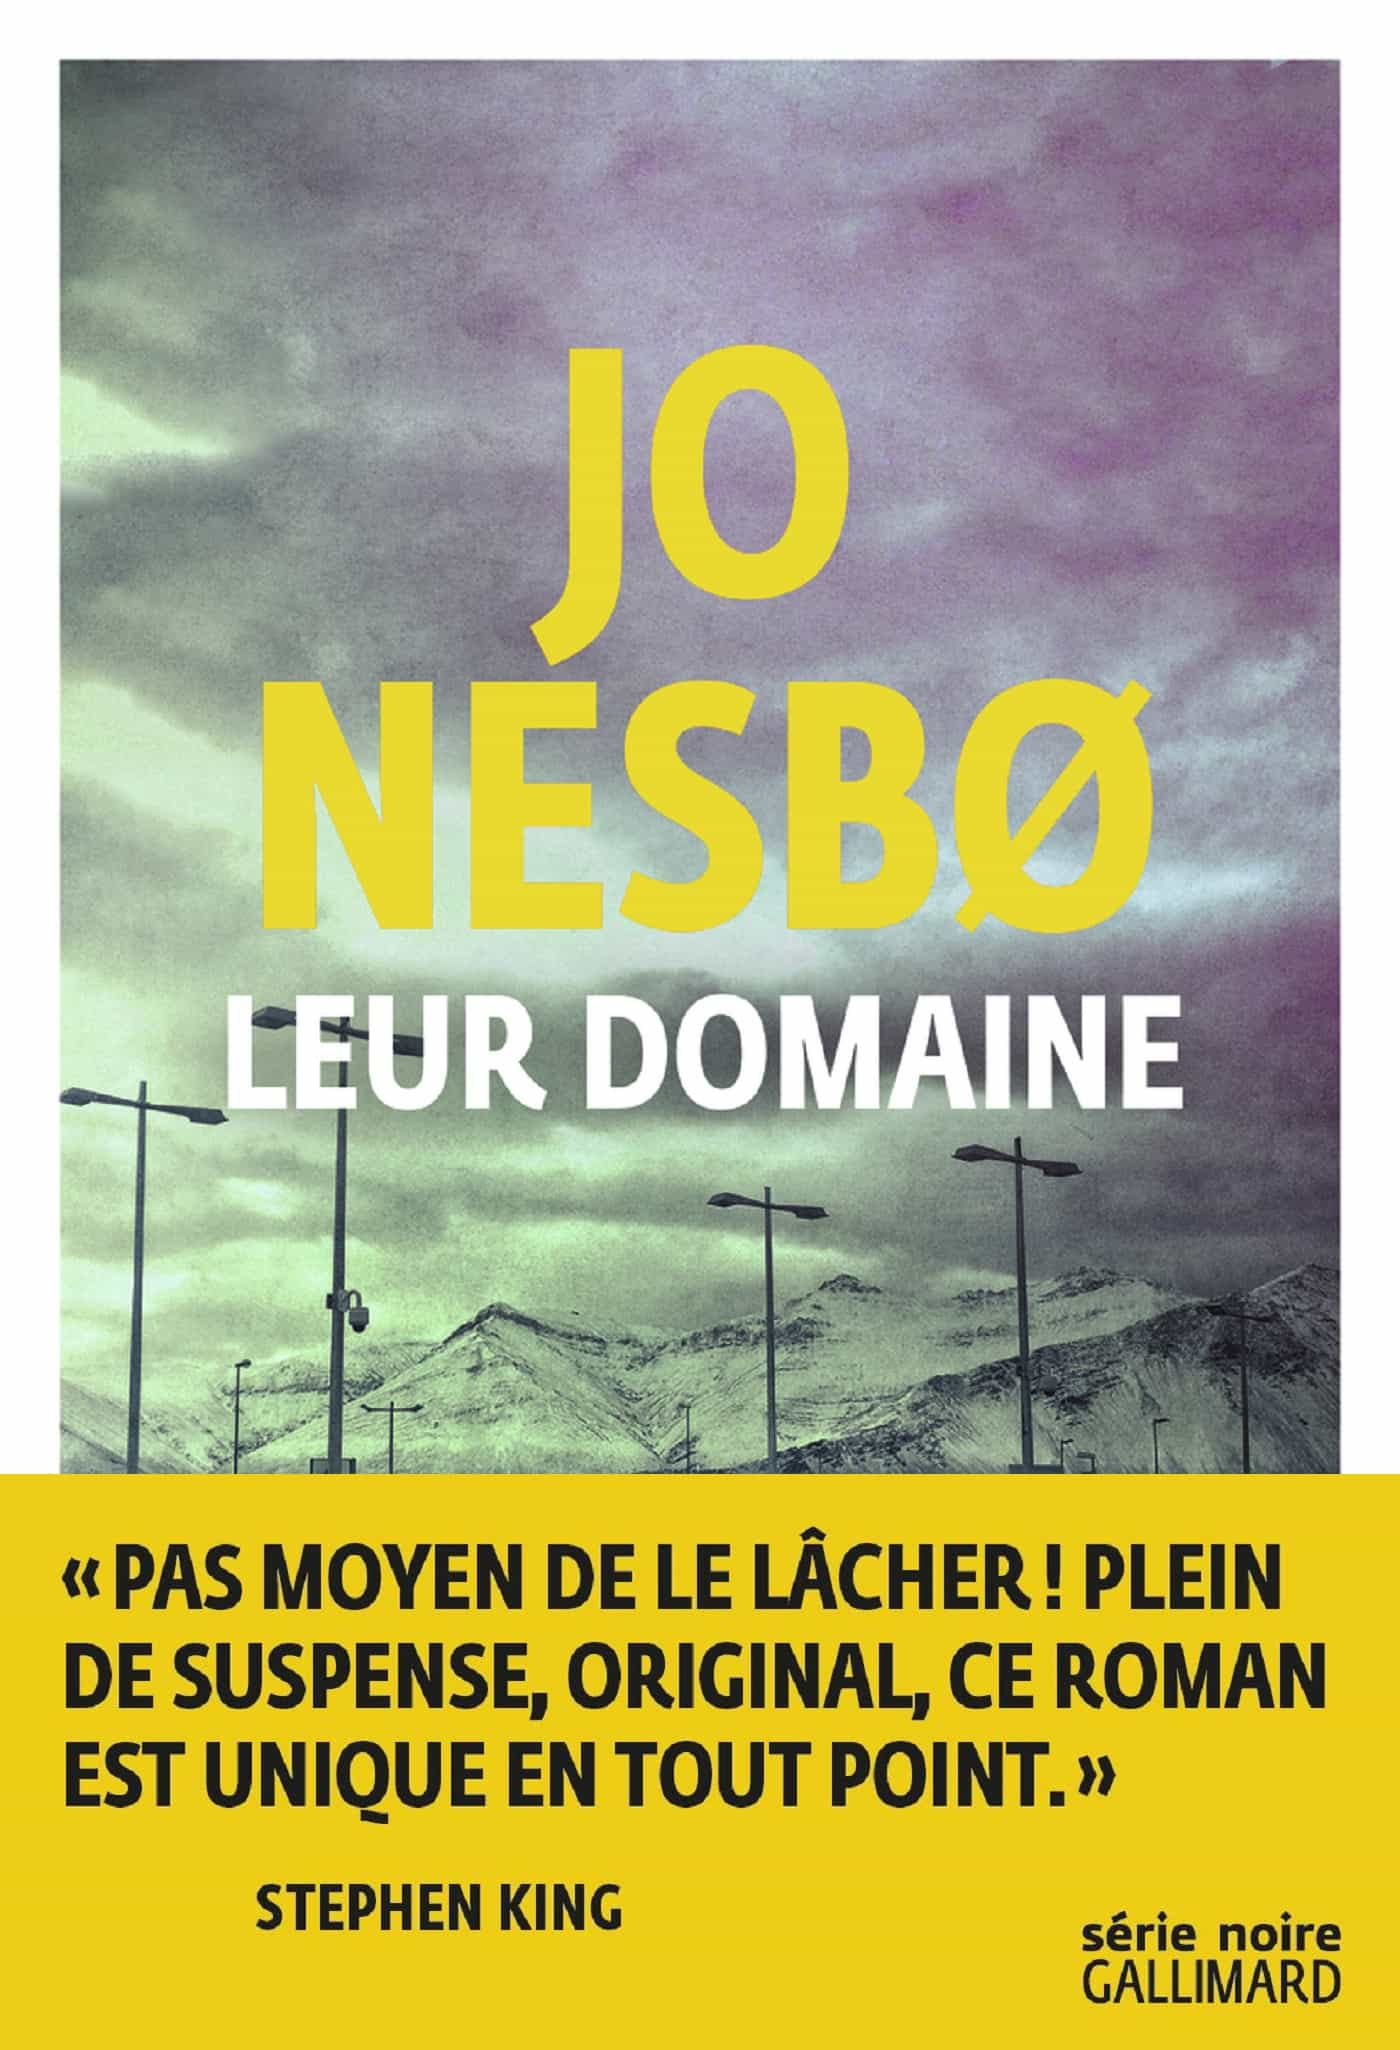 JO
NESBØ
LEUR DOMAINE
« PAS MOYEN DE LE LÂCHER ! PLEIN
DE SUSPENSE, ORIGINAL, CE ROMAN
EST UNIQUE EN TOUT POINT. »
STEPHEN KING
série noire
GALLIMARD